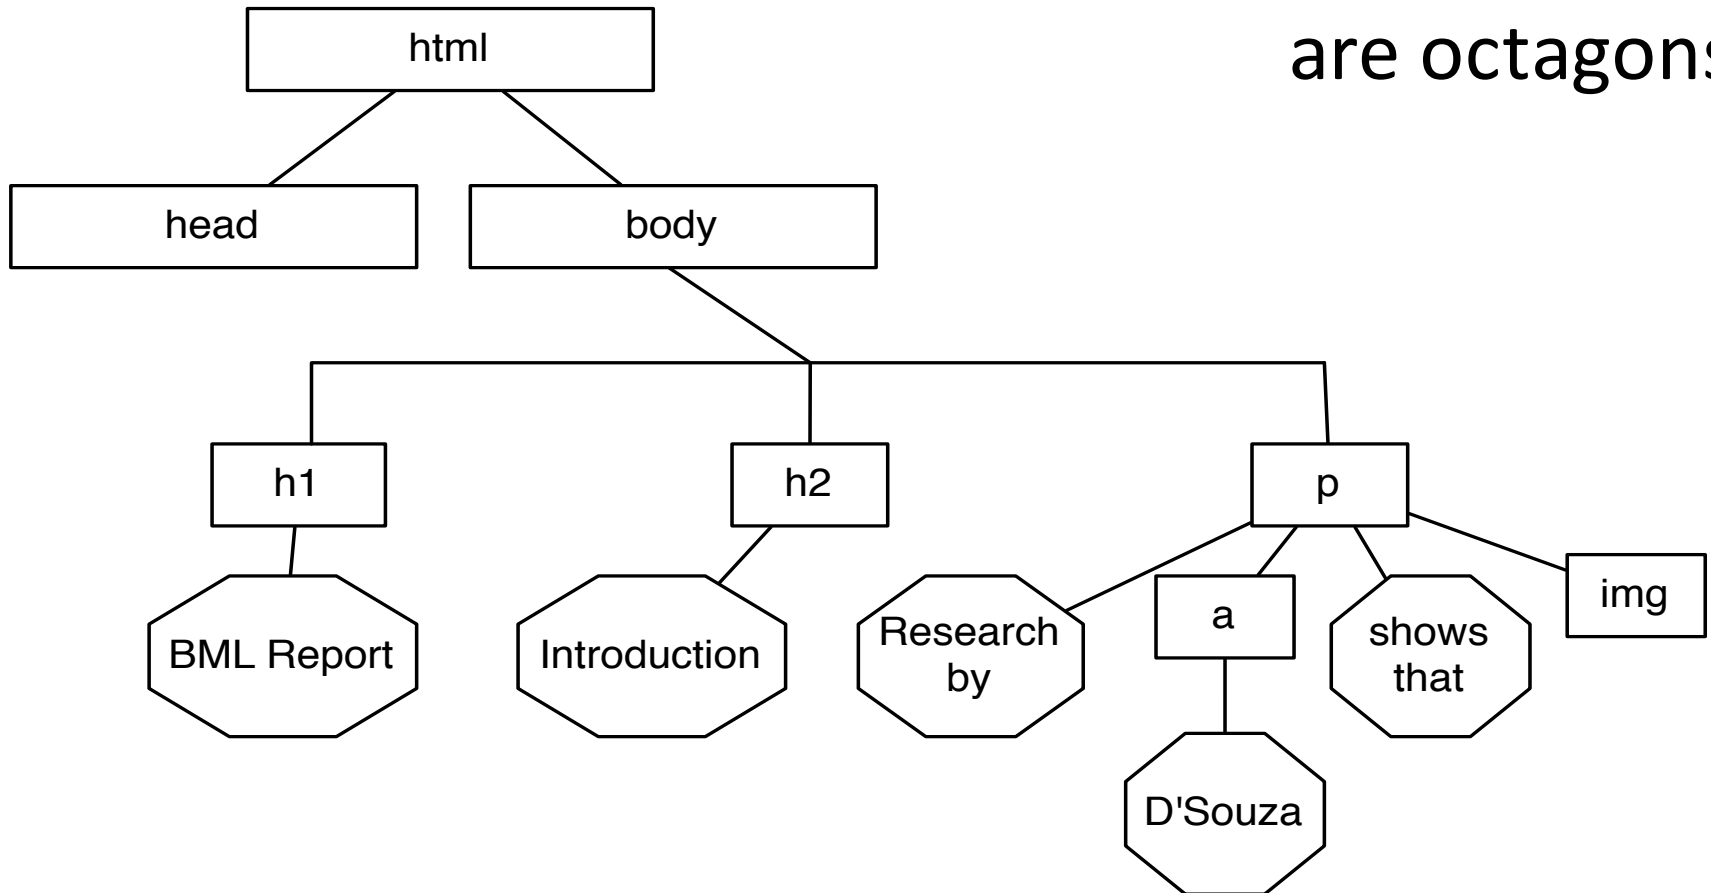 html
are octagons
head
body
h1
h2
p
BML Report
Introduction
Research
by
a
shows
that
img
D'Souza